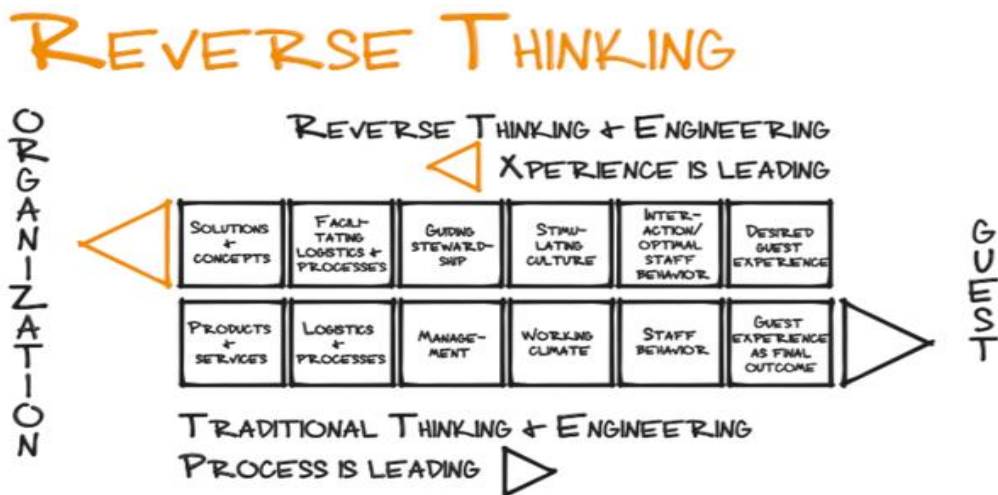 REVERSE THINKING
ORGANIZATION
REVERSE THINKING & ENGINEERING
XPERIENCE IS LEADING
SOLUTIONS
&
CONCEPTS
FACILI-
TATING
LOGISTICS &
PROCESSES
GUIDING
STEWARD-
SHIP
STIMU-
LATING
CULTURE
INTER-
ACTION/
OPTIMAL
STAFF
BEHAVIOR
DESIRED
GUEST
EXPERIENCE
PRODUCTS
&
SERVICES
LOGISTICS
&
PROCESSES
MANAGE-
MENT
WORKING
CLIMATE
STAFF
BEHAVIOR
GUEST
EXPERIENCE
AS FINAL
OUTCOME
GUEST
TRADITIONAL THINKING & ENGINEERING
PROCESS IS LEADING